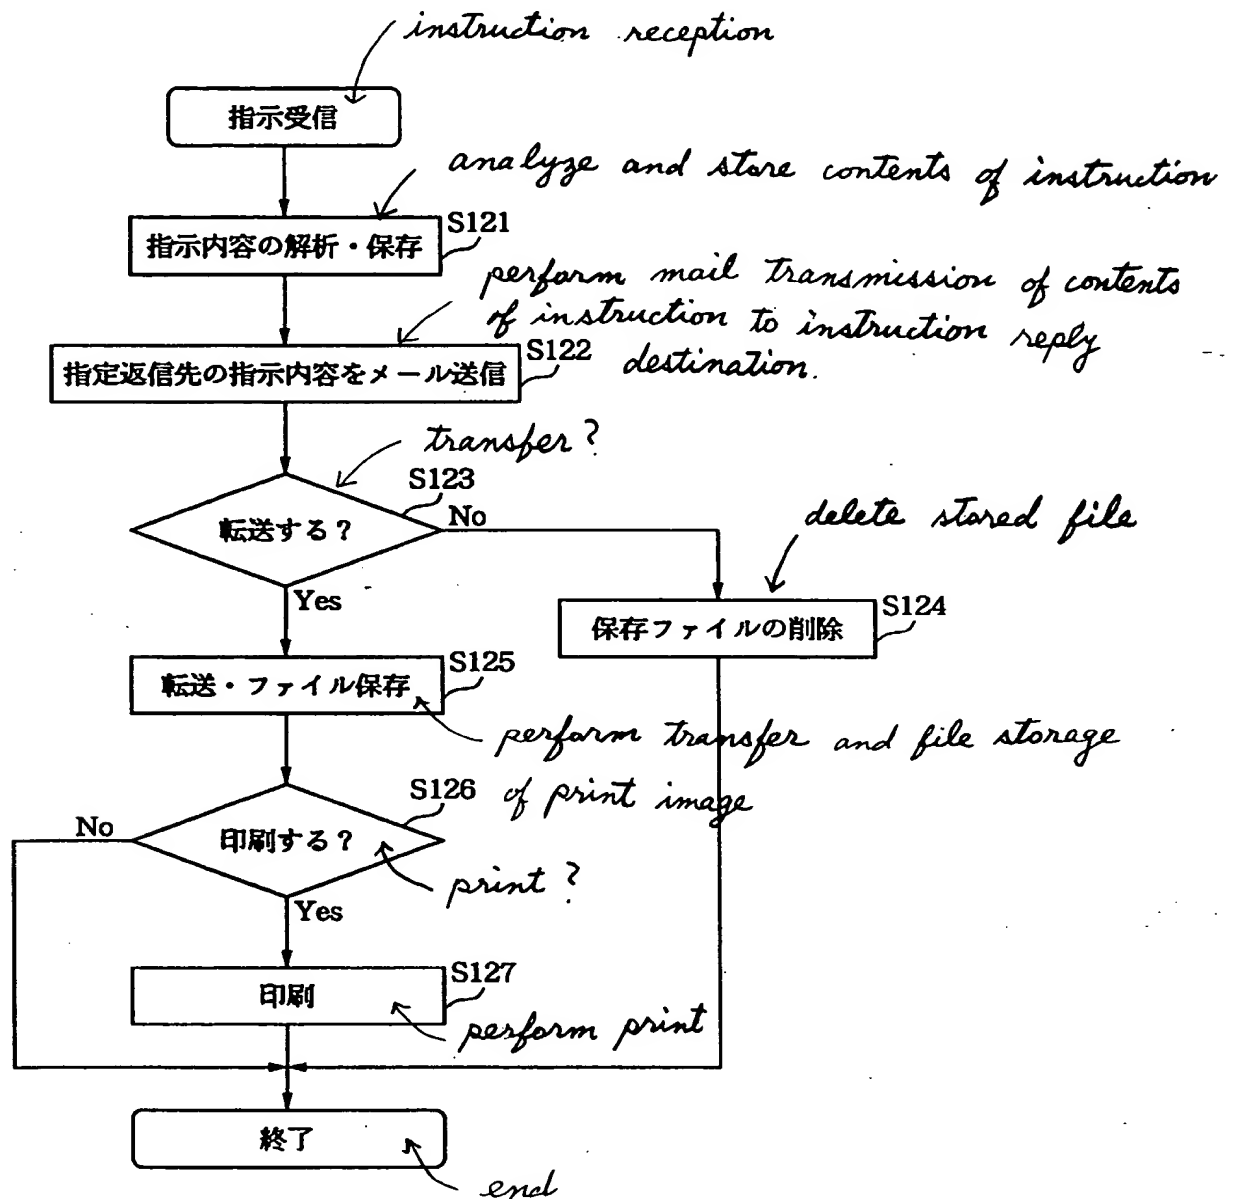 instruction reception
指示受信
analyze and store contents of instruction
S121
指示内容の解析・保存
perform mail transmission of contents
of instruction to instruction reply
destination.
S122
指定返信先の指示内容をメール送信
transfer?
S123
転送する？
No
Yes
delete stored file
S124
保存ファイルの削除
S125
転送・ファイル保存
perform transfer and file storage
of print image
S126
印刷する？
No
print?
Yes
S127
印刷
perform print
終了
end